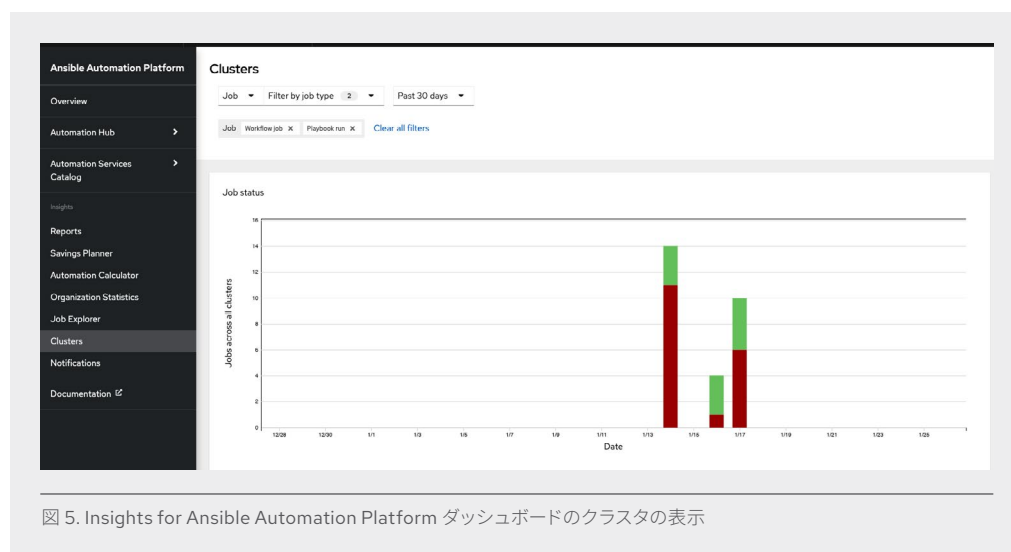 Ansible Automation Platform
Overview
Automation Hub
Automation Services
Catalog
Insights
Reports
Savings Planner
Automation Calculator
Organization Statistics
Job Explorer
Clusters
Notifications
Documentation
Clusters
Job Filter by job type 2 Past 30 days
Job Workflow job x Playbook run x Clear all filters
Job status
Jobs across all clusters
16
14
12
10
8
6
4
2
0
12/28 12/30 1/1 1/3 1/5 1/7 1/9 1/11 1/13 1/15 1/17 1/19 1/21 1/23 1/25
Date
図 5. Insights for Ansible Automation Platform ダッシュボードのクラスタの表示